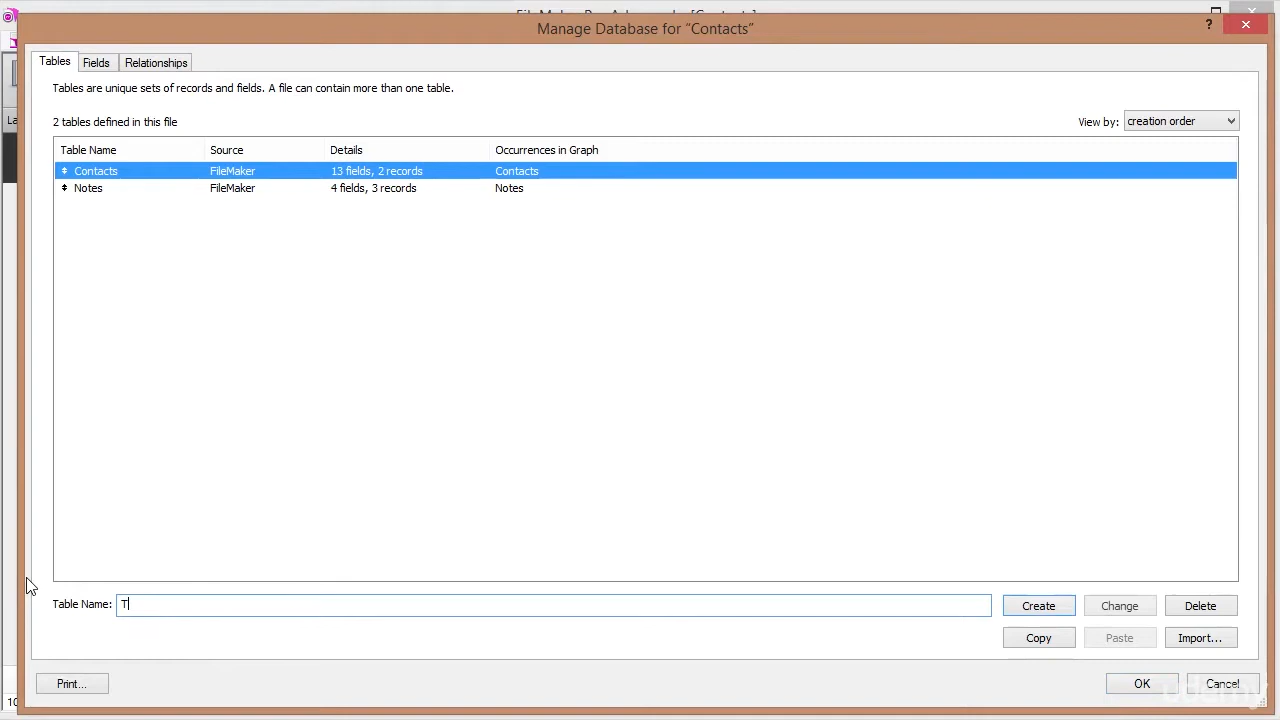 Manage Database for "Contacts"
?
Tables Fields Relationships
Tables are unique sets of records and fields. A file can contain more than one table.
2 tables defined in this file
View by: creation order
Table Name Source Details Occurrences in Graph
Contacts FileMaker 13 fields, 2 records Contacts
Notes FileMaker 4 fields, 3 records Notes
Table Name: T
Create Change Delete
Copy Paste Import...
Print...
OK Cancel
udemy
La
10